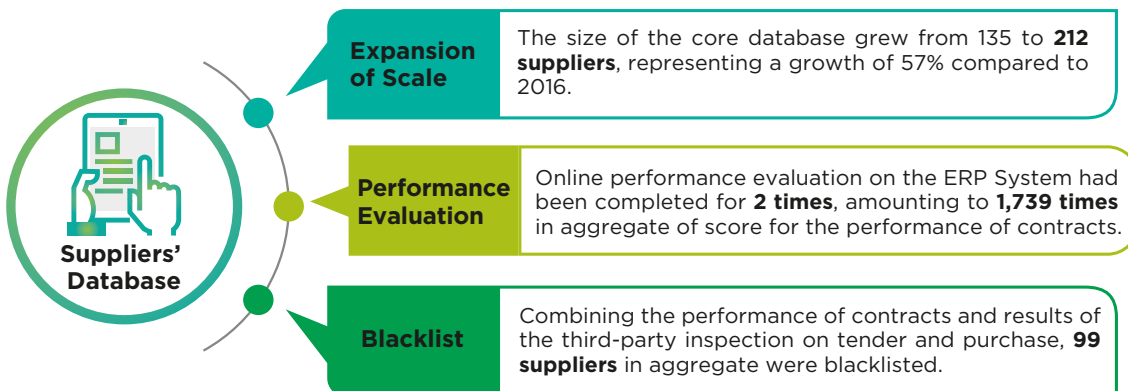 Suppliers’
Database
Expansion
of Scale
The size of the core database grew from 135 to 212
suppliers, representing a growth of 57% compared to
2016.
Performance
Evaluation
Online performance evaluation on the ERP System had
been completed for 2 times, amounting to 1,739 times
in aggregate of score for the performance of contracts.
Blacklist
Combining the performance of contracts and results of
the third-party inspection on tender and purchase, 99
suppliers in aggregate were blacklisted.